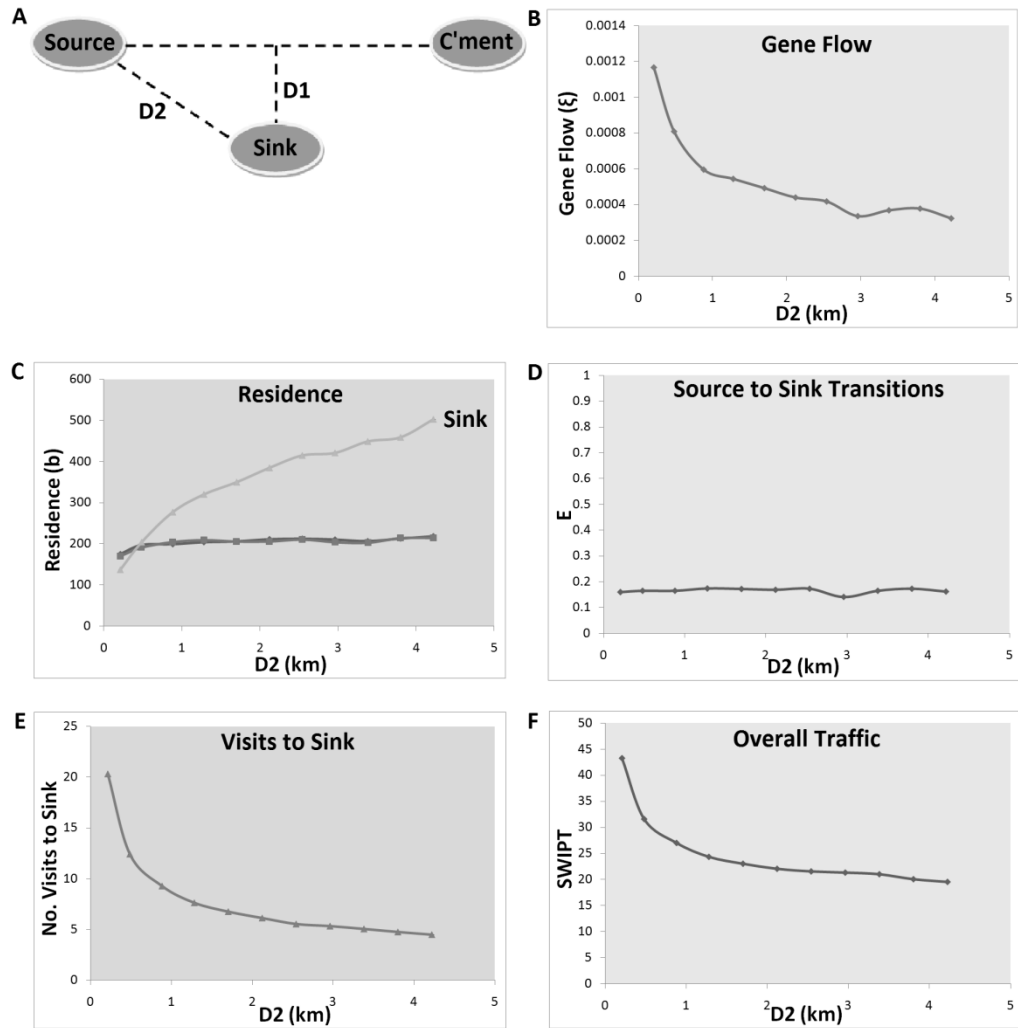 A
Source
C'ment
D1
D2
Sink
B
Gene Flow
Gene Flow (ξ)
0.0014
0.0012
0.001
0.0008
0.0006
0.0004
0.0002
0
0 1 2 3 4 5
D2 (km)
C
Residence
Sink
Residence (b)
600
500
400
300
200
100
0
0 1 2 3 4 5
D2 (km)
D
Source to Sink Transitions
E
1
0.9
0.8
0.7
0.6
0.5
0.4
0.3
0.2
0.1
0
0 1 2 3 4 5
D2 (km)
E
Visits to Sink
No. Visits to Sink
25
20
15
10
5
0
0 1 2 3 4 5
D2 (km)
F
Overall Traffic
SWIPT
50
45
40
35
30
25
20
15
10
5
0
0 1 2 3 4 5
D2 (km)